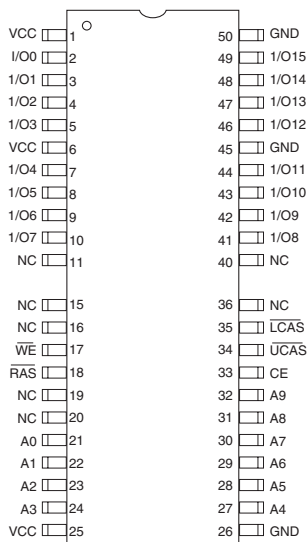 VCC 1 50 GND
I/O0 2 49 1/O15
1/O1 3 48 1/O14
1/O2 4 47 1/O13
1/O3 5 46 1/O12
VCC 6 45 GND
1/O4 7 44 1/O11
1/O5 8 43 1/O10
1/O6 9 42 1/O9
1/O7 10 41 1/O8
NC 11 40 NC
NC 15 36 NC
NC 16 35 LCAS
WE 17 34 UCAS
RAS 18 33 CE
NC 19 32 A9
NC 20 31 A8
A0 21 30 A7
A1 22 29 A6
A2 23 28 A5
A3 24 27 A4
VCC 25 26 GND